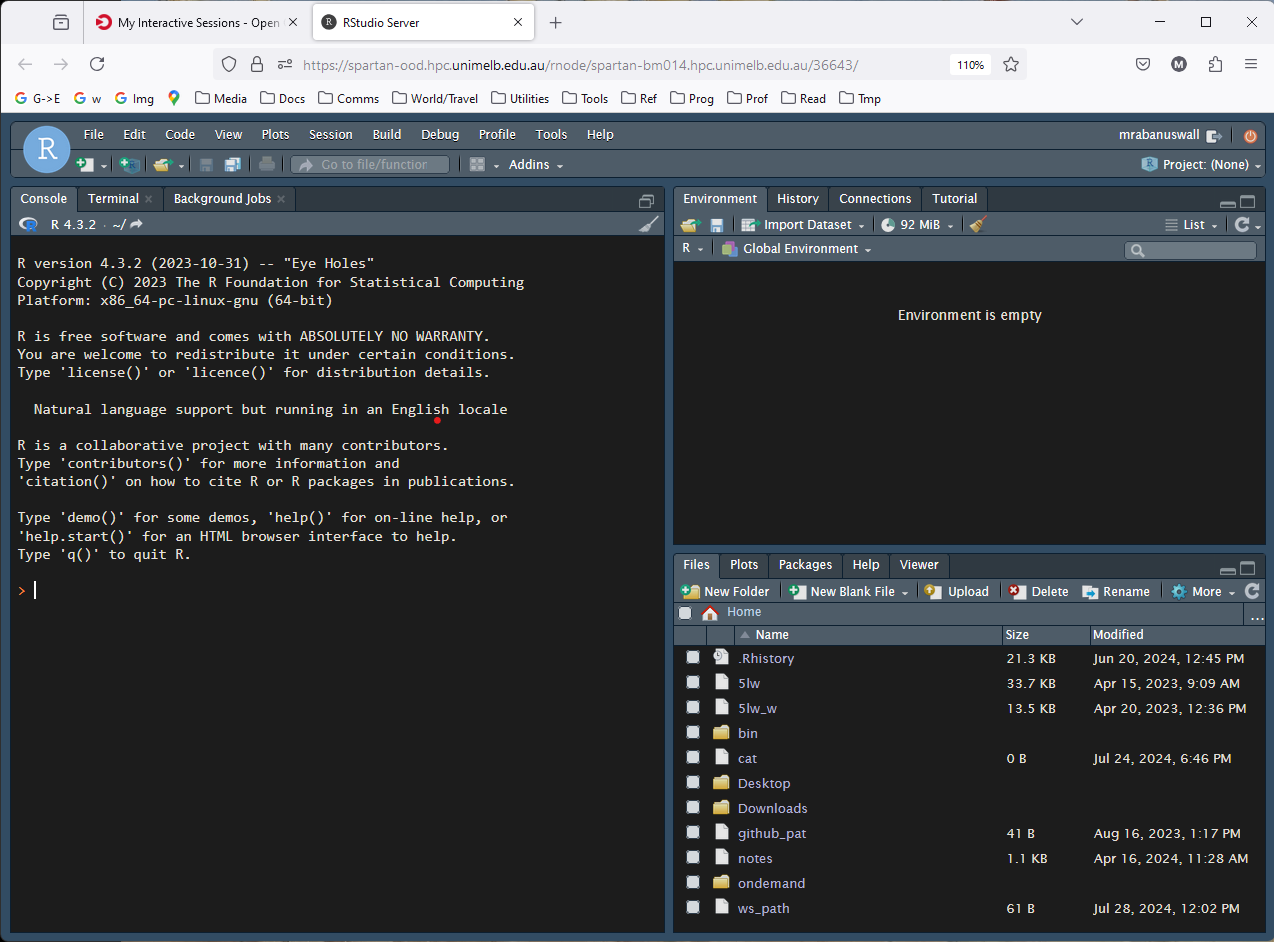 My Interactive Sessions - Open
RStudio Server
https://spartan-ood.hpc.unimelb.edu.au/rnode/spartan-bm014.hpc.unimelb.edu.au/36643/
110%
M
G->E
w
Img
Media
Docs
Comms
World/Travel
Utilities
Tools
Ref
Prog
Prof
Read
Tmp
R
File Edit Code View Plots Session Build Debug Profile Tools Help
mrabanuswall
Go to file/function
Addins
Project: (None)
Console Terminal Background Jobs
R 4.3.2 · ~/
R version 4.3.2 (2023-10-31) -- "Eye Holes"
Copyright (C) 2023 The R Foundation for Statistical Computing
Platform: x86_64-pc-linux-gnu (64-bit)
R is free software and comes with ABSOLUTELY NO WARRANTY.
You are welcome to redistribute it under certain conditions.
Type 'license()' or 'licence()' for distribution details.
Natural language support but running in an English locale
R is a collaborative project with many contributors.
Type 'contributors()' for more information and
'citation()' on how to cite R or R packages in publications.
Type 'demo()' for some demos, 'help()' for on-line help, or
'help.start()' for an HTML browser interface to help.
Type 'q()' to quit R.
>
Environment History Connections Tutorial
Import Dataset 92 MiB List
R Global Environment
Environment is empty
Files Plots Packages Help Viewer
New Folder New Blank File Upload Delete Rename More
Home ...
Name Size Modified
.Rhistory 21.3 KB Jun 20, 2024, 12:45 PM
5lw 33.7 KB Apr 15, 2023, 9:09 AM
5lw_w 13.5 KB Apr 20, 2023, 12:36 PM
bin
cat 0 B Jul 24, 2024, 6:46 PM
Desktop
Downloads
github_pat 41 B Aug 16, 2023, 1:17 PM
notes 1.1 KB Apr 16, 2024, 11:28 AM
ondemand
ws_path 61 B Jul 28, 2024, 12:02 PM